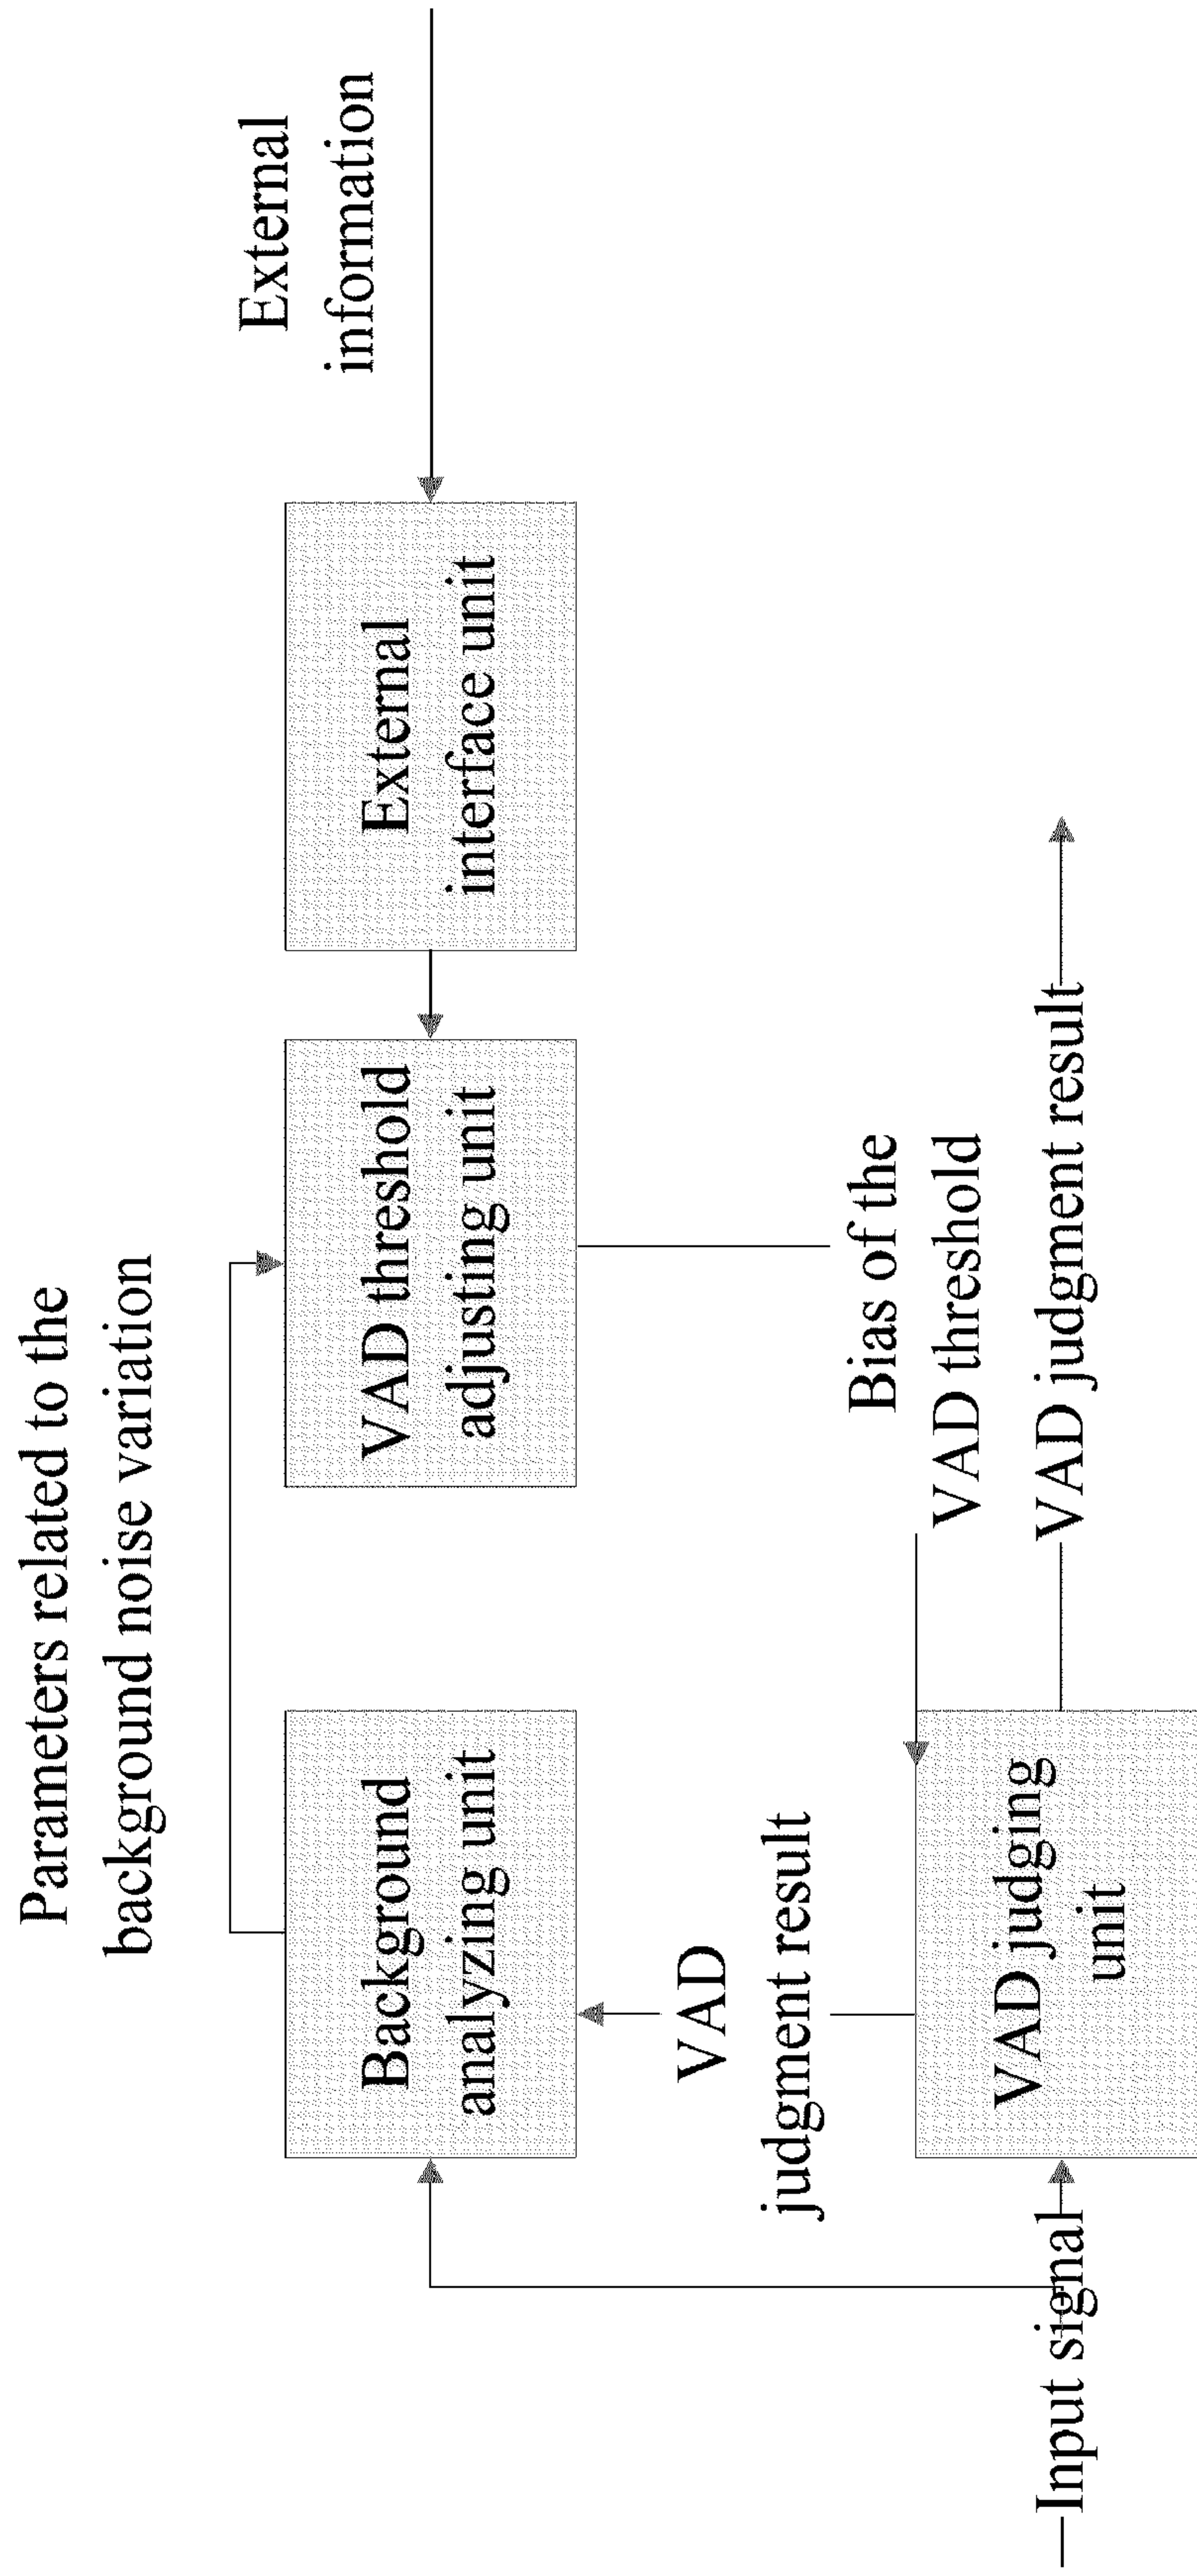 Parameters related to the
background noise variation
External
information
Background
analyzing unit
VAD threshold
adjusting unit
External
interface unit
VAD
judgment result
Bias of the
VAD threshold
Input signal
VAD judging
unit
VAD judgment result